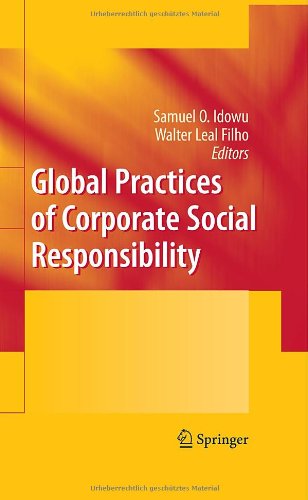 Urheberrechtlich geschütztes Material
Samuel O. Idowu
Walter Leal Filho
Editors
Global Practices
of Corporate Social
Responsibility
Springer
Urheberrechtlich geschütztes Material